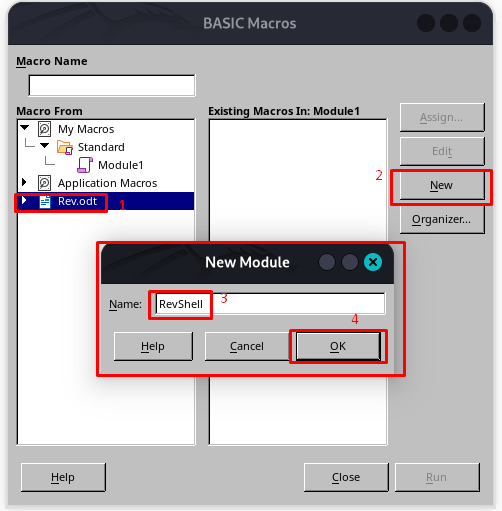 BASIC Macros
Macro Name
Macro From
Existing Macros In: Module1
My Macros
Standard
Module1
Application Macros
Rev.odt
1
Assign...
Edit
2
New
Organizer...
New Module
Name:
RevShell
3
4
Help
Cancel
OK
Help
Close
Run